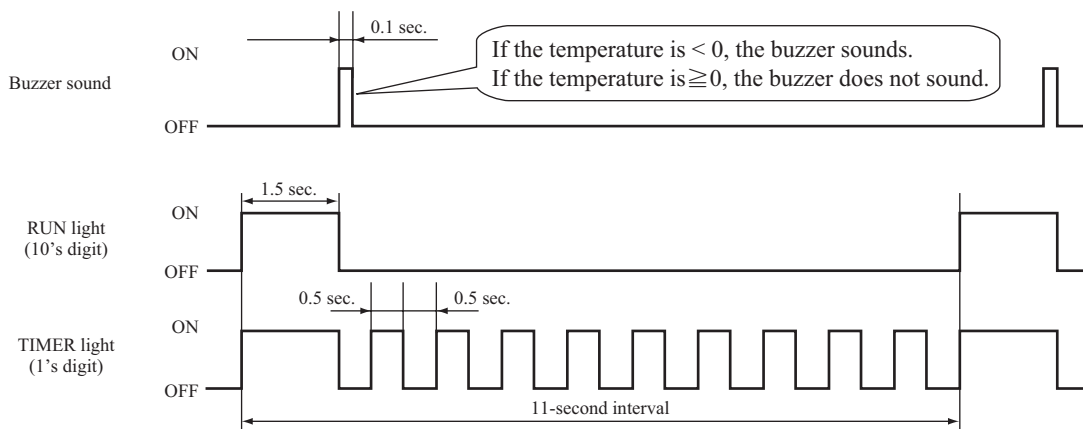 0.1 sec.
ON
If the temperature is < 0, the buzzer sounds.
If the temperature is≧0, the buzzer does not sound.
Buzzer sound
OFF
1.5 sec.
ON
RUN light
(10's digit)
OFF
0.5 sec.
0.5 sec.
ON
TIMER light
(1's digit)
OFF
11-second interval